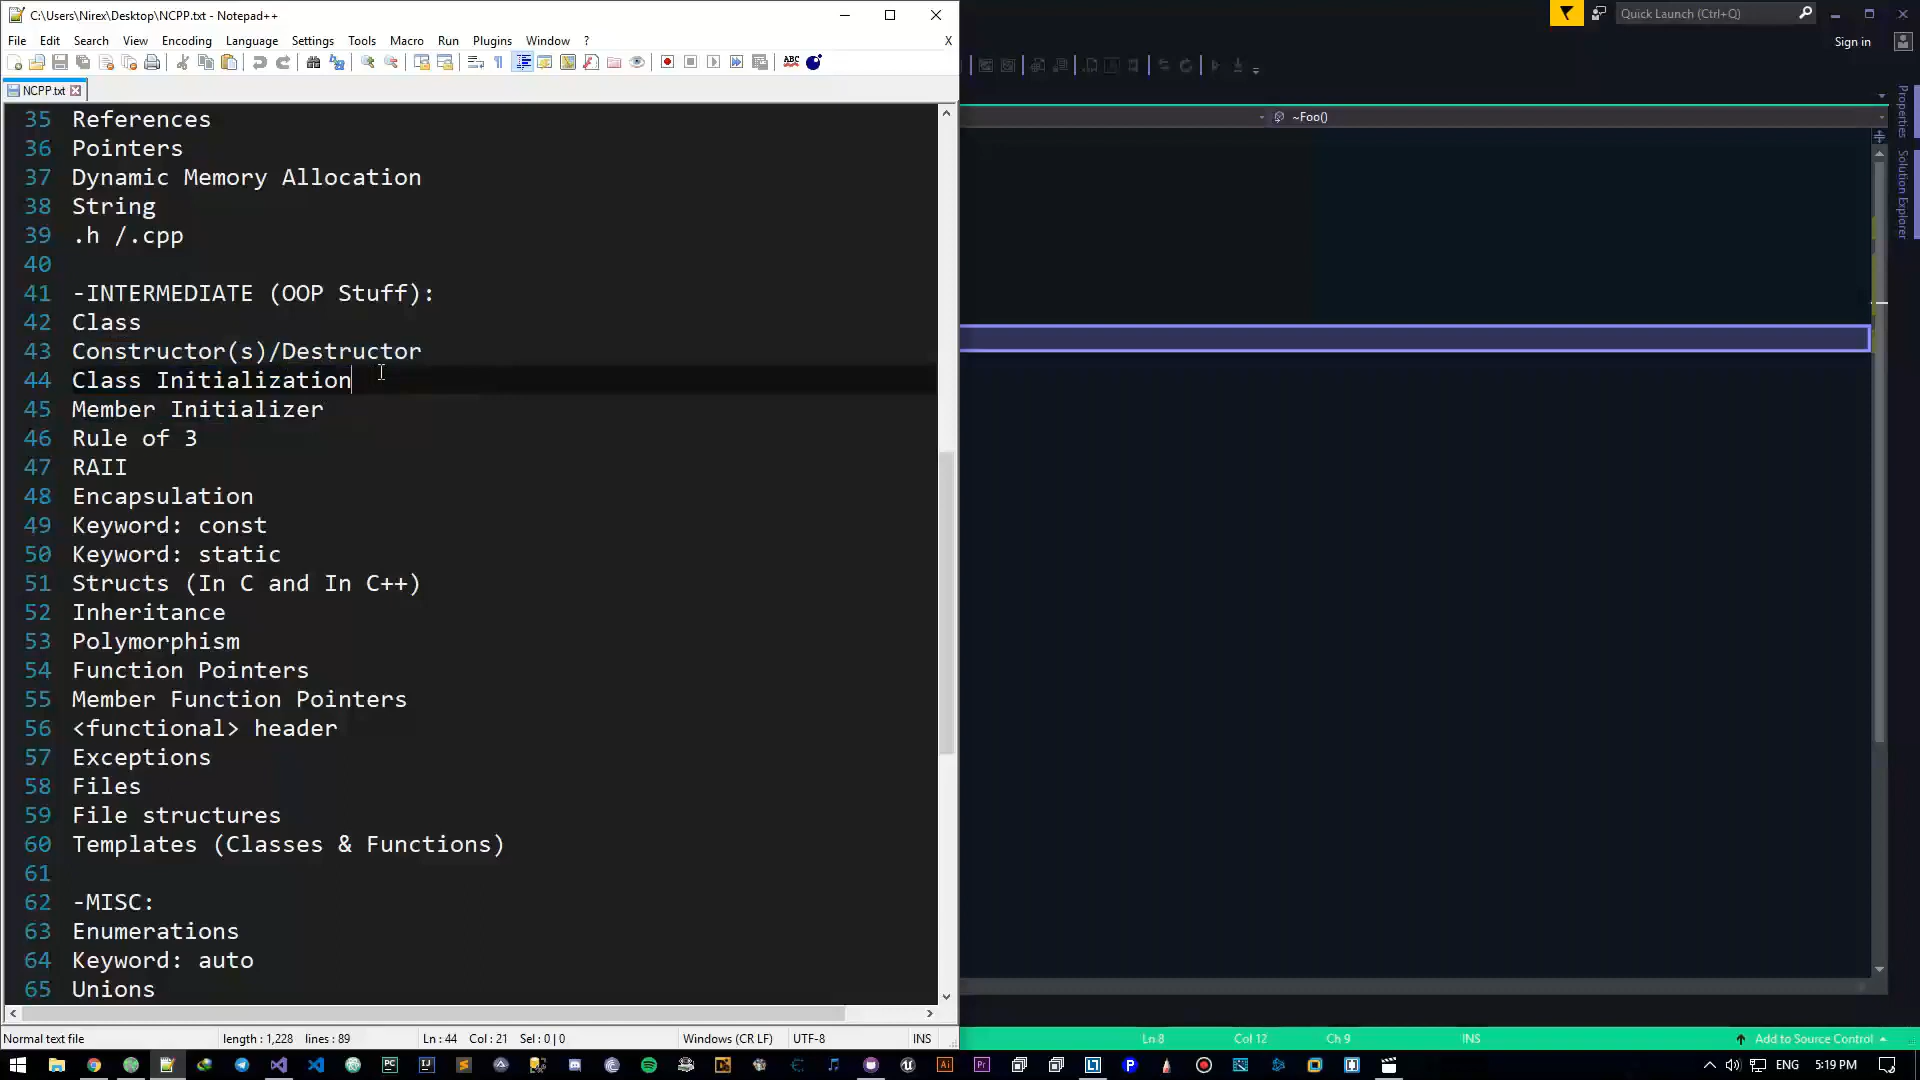 C:\Users\Nirex\Desktop\NCPP.txt - Notepad++
Quick Launch (Ctrl+Q)
File Edit Search View Encoding Language Settings Tools Macro Run Plugins Window ? X
Sign in
NCPP.txt
~Foo()
Properties
Solution Explorer
35 References
36 Pointers
37 Dynamic Memory Allocation
38 String
39 .h /.cpp
40
41 -INTERMEDIATE (OOP Stuff):
42 Class
43 Constructor(s)/Destructor
44 Class Initialization
45 Member Initializer
46 Rule of 3
47 RAII
48 Encapsulation
49 Keyword: const
50 Keyword: static
51 Structs (In C and In C++)
52 Inheritance
53 Polymorphism
54 Function Pointers
55 Member Function Pointers
56 <functional> header
57 Exceptions
58 Files
59 File structures
60 Templates (Classes & Functions)
61
62 -MISC:
63 Enumerations
64 Keyword: auto
65 Unions
Normal text file length : 1,228 lines : 89 Ln : 44 Col : 21 Sel : 0 | 0 Windows (CR LF) UTF-8 INS
Ln 8 Col 12 Ch 9 INS Add to Source Control
ENG 5:19 PM